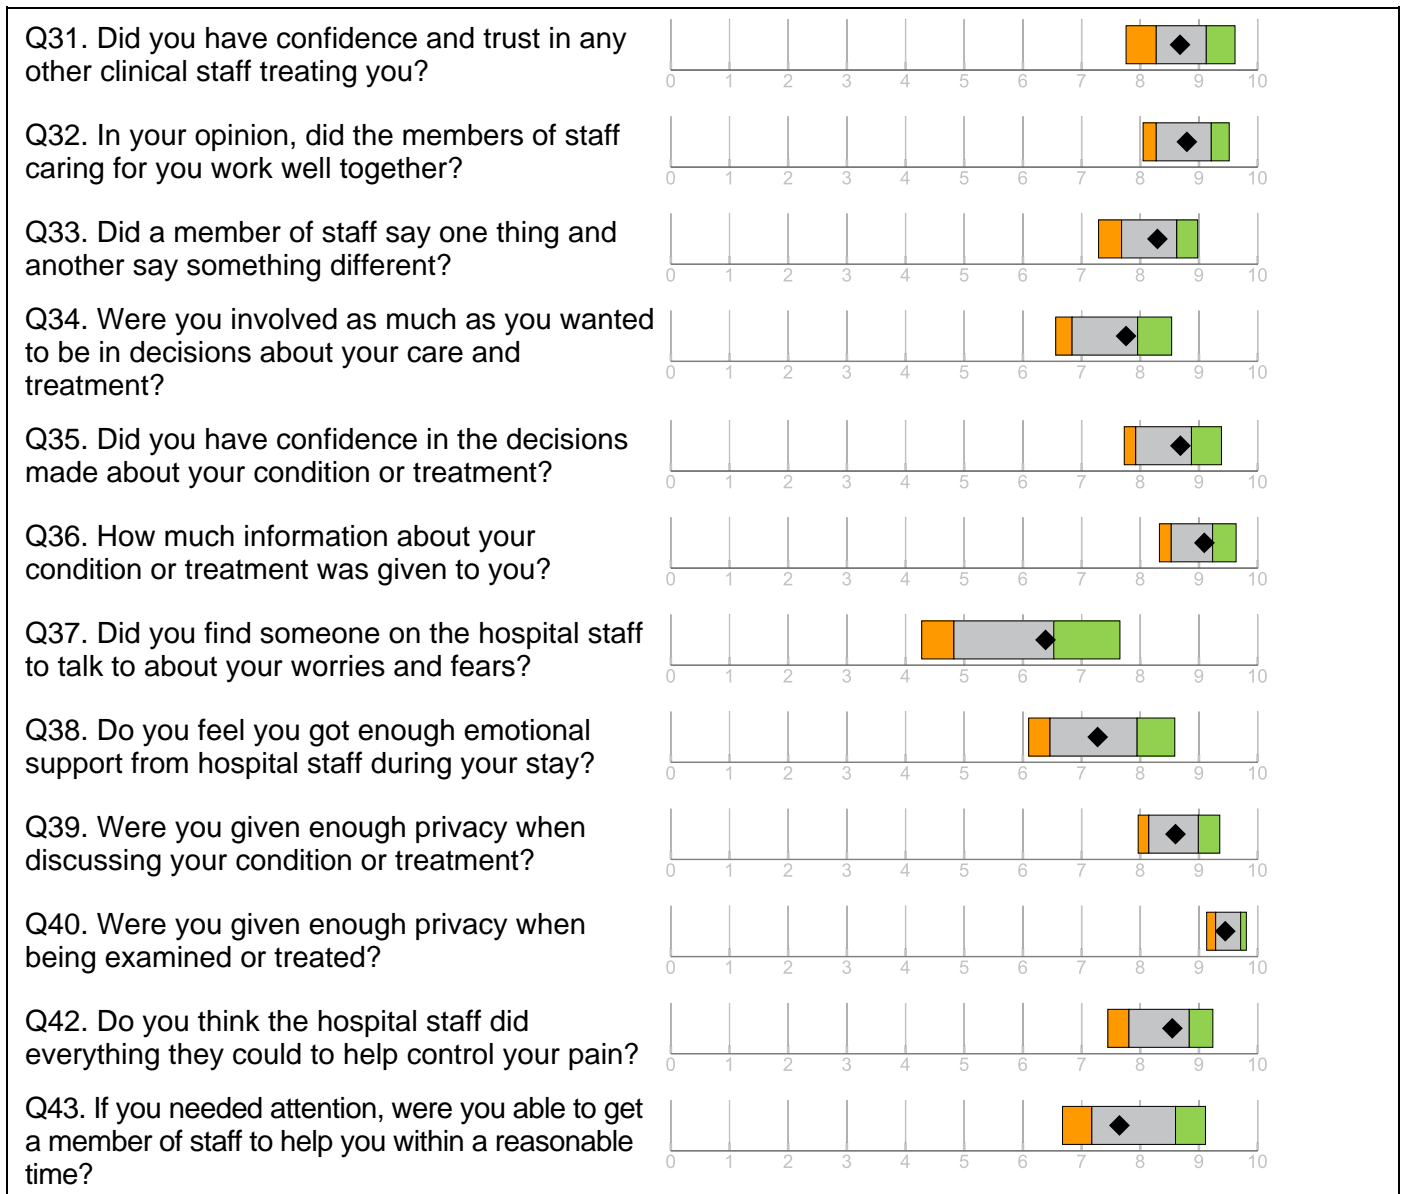 Q31. Did you have confidence and trust in any
other clinical staff treating you?
0 1 2 3 4 5 6 7 8 9 10
Q32. In your opinion, did the members of staff
caring for you work well together?
0 1 2 3 4 5 6 7 8 9 10
Q33. Did a member of staff say one thing and
another say something different?
0 1 2 3 4 5 6 7 8 9 10
Q34. Were you involved as much as you wanted
to be in decisions about your care and
treatment?
0 1 2 3 4 5 6 7 8 9 10
Q35. Did you have confidence in the decisions
made about your condition or treatment?
0 1 2 3 4 5 6 7 8 9 10
Q36. How much information about your
condition or treatment was given to you?
0 1 2 3 4 5 6 7 8 9 10
Q37. Did you find someone on the hospital staff
to talk to about your worries and fears?
0 1 2 3 4 5 6 7 8 9 10
Q38. Do you feel you got enough emotional
support from hospital staff during your stay?
0 1 2 3 4 5 6 7 8 9 10
Q39. Were you given enough privacy when
discussing your condition or treatment?
0 1 2 3 4 5 6 7 8 9 10
Q40. Were you given enough privacy when
being examined or treated?
0 1 2 3 4 5 6 7 8 9 10
Q42. Do you think the hospital staff did
everything they could to help control your pain?
0 1 2 3 4 5 6 7 8 9 10
Q43. If you needed attention, were you able to get
a member of staff to help you within a reasonable
time?
0 1 2 3 4 5 6 7 8 9 10